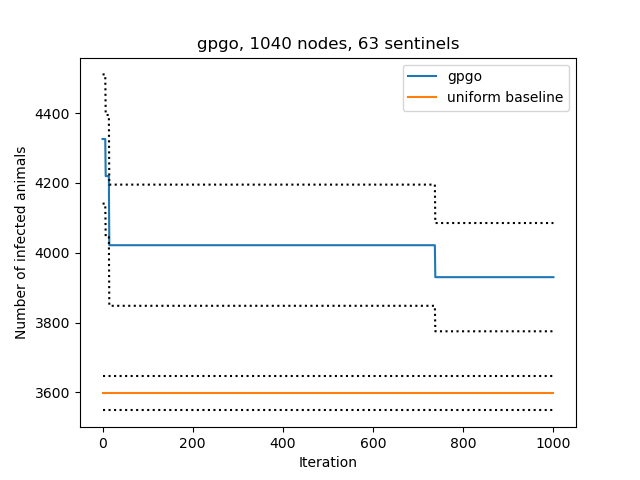 gpgo, 1040 nodes, 63 sentinels
gpgo
uniform baseline
Number of infected animals
4400
4200
4000
3800
3600
0 200 400 600 800 1000
Iteration